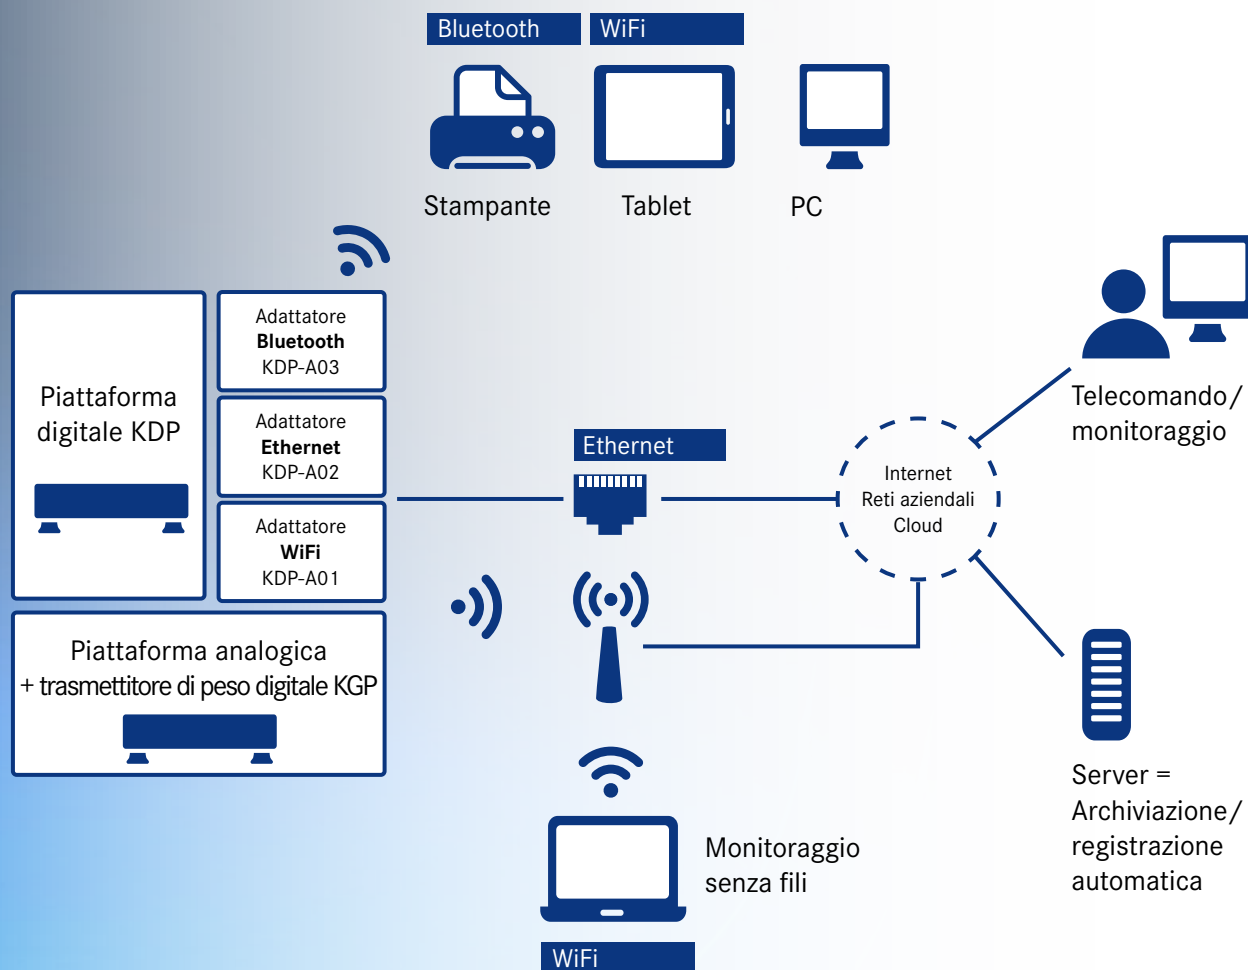 Bluetooth
WiFi
Stampante
Tablet
PC
Piattaforma
digitale KDP
Adattatore
Bluetooth
KDP-A03
Adattatore
Ethernet
KDP-A02
Adattatore
WiFi
KDP-A01
Piattaforma analogica
+ trasmettitore di peso digitale KGP
Ethernet
Internet
Reti aziendali
Cloud
Telecomando/
monitoraggio
Server =
Archiviazione/
registrazione
automatica
Monitoraggio
senza fili
WiFi